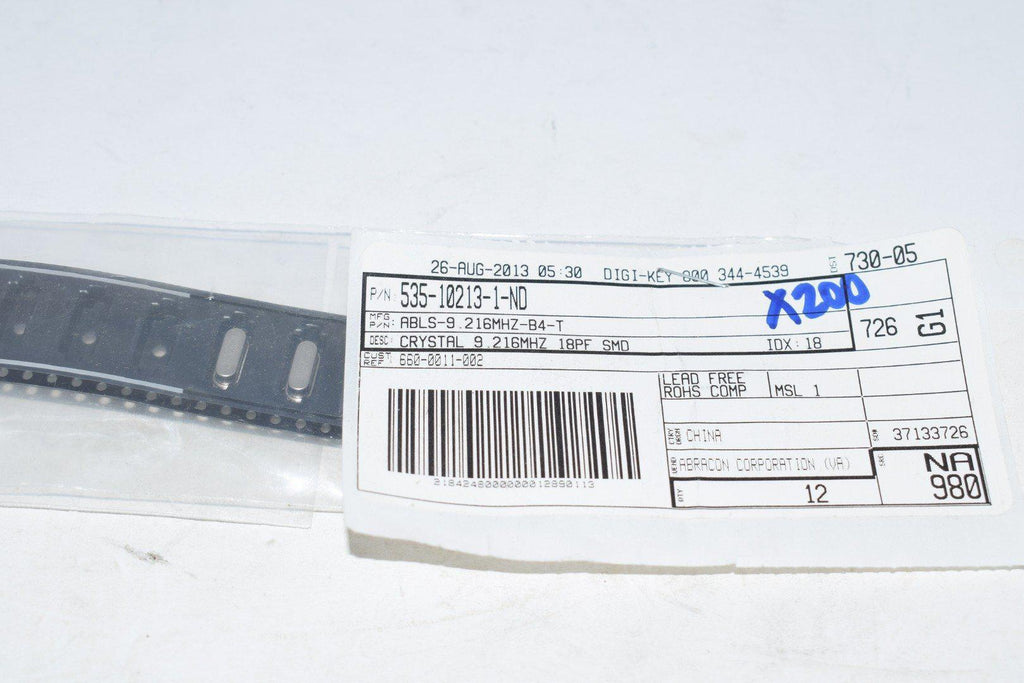 26-AUG-2013 05:30 DIGI-KEY 800 344-4539
DST 730-05
P/N: 535-10213-1-ND
X200
MFG P/N: ABLS-9.216MHZ-B4-T
726
G1
DESC: CRYSTAL 9.216MHZ 18PF SMD
IDX: 18
CUST REF 660-0011-002
LEAD FREE
ROHS COMP
MSL 1
CHINA
37133726
ABRACON CORPORATION (VA)
NA
980
QTY 12